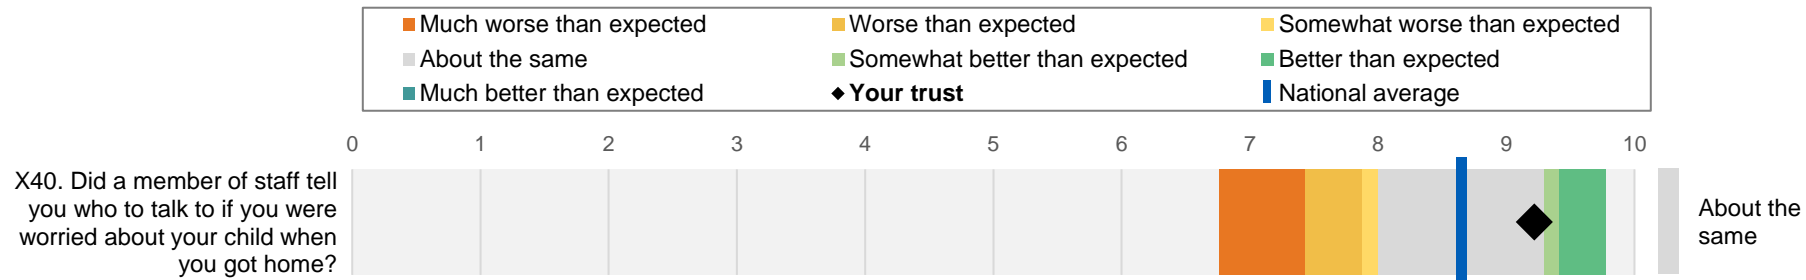 Much worse than expected
Worse than expected
Somewhat worse than expected
About the same
Somewhat better than expected
Better than expected
Much better than expected
Your trust
National average
0 1 2 3 4 5 6 7 8 9 10
X40. Did a member of staff tell
you who to talk to if you were
worried about your child when
you got home?
About the
same